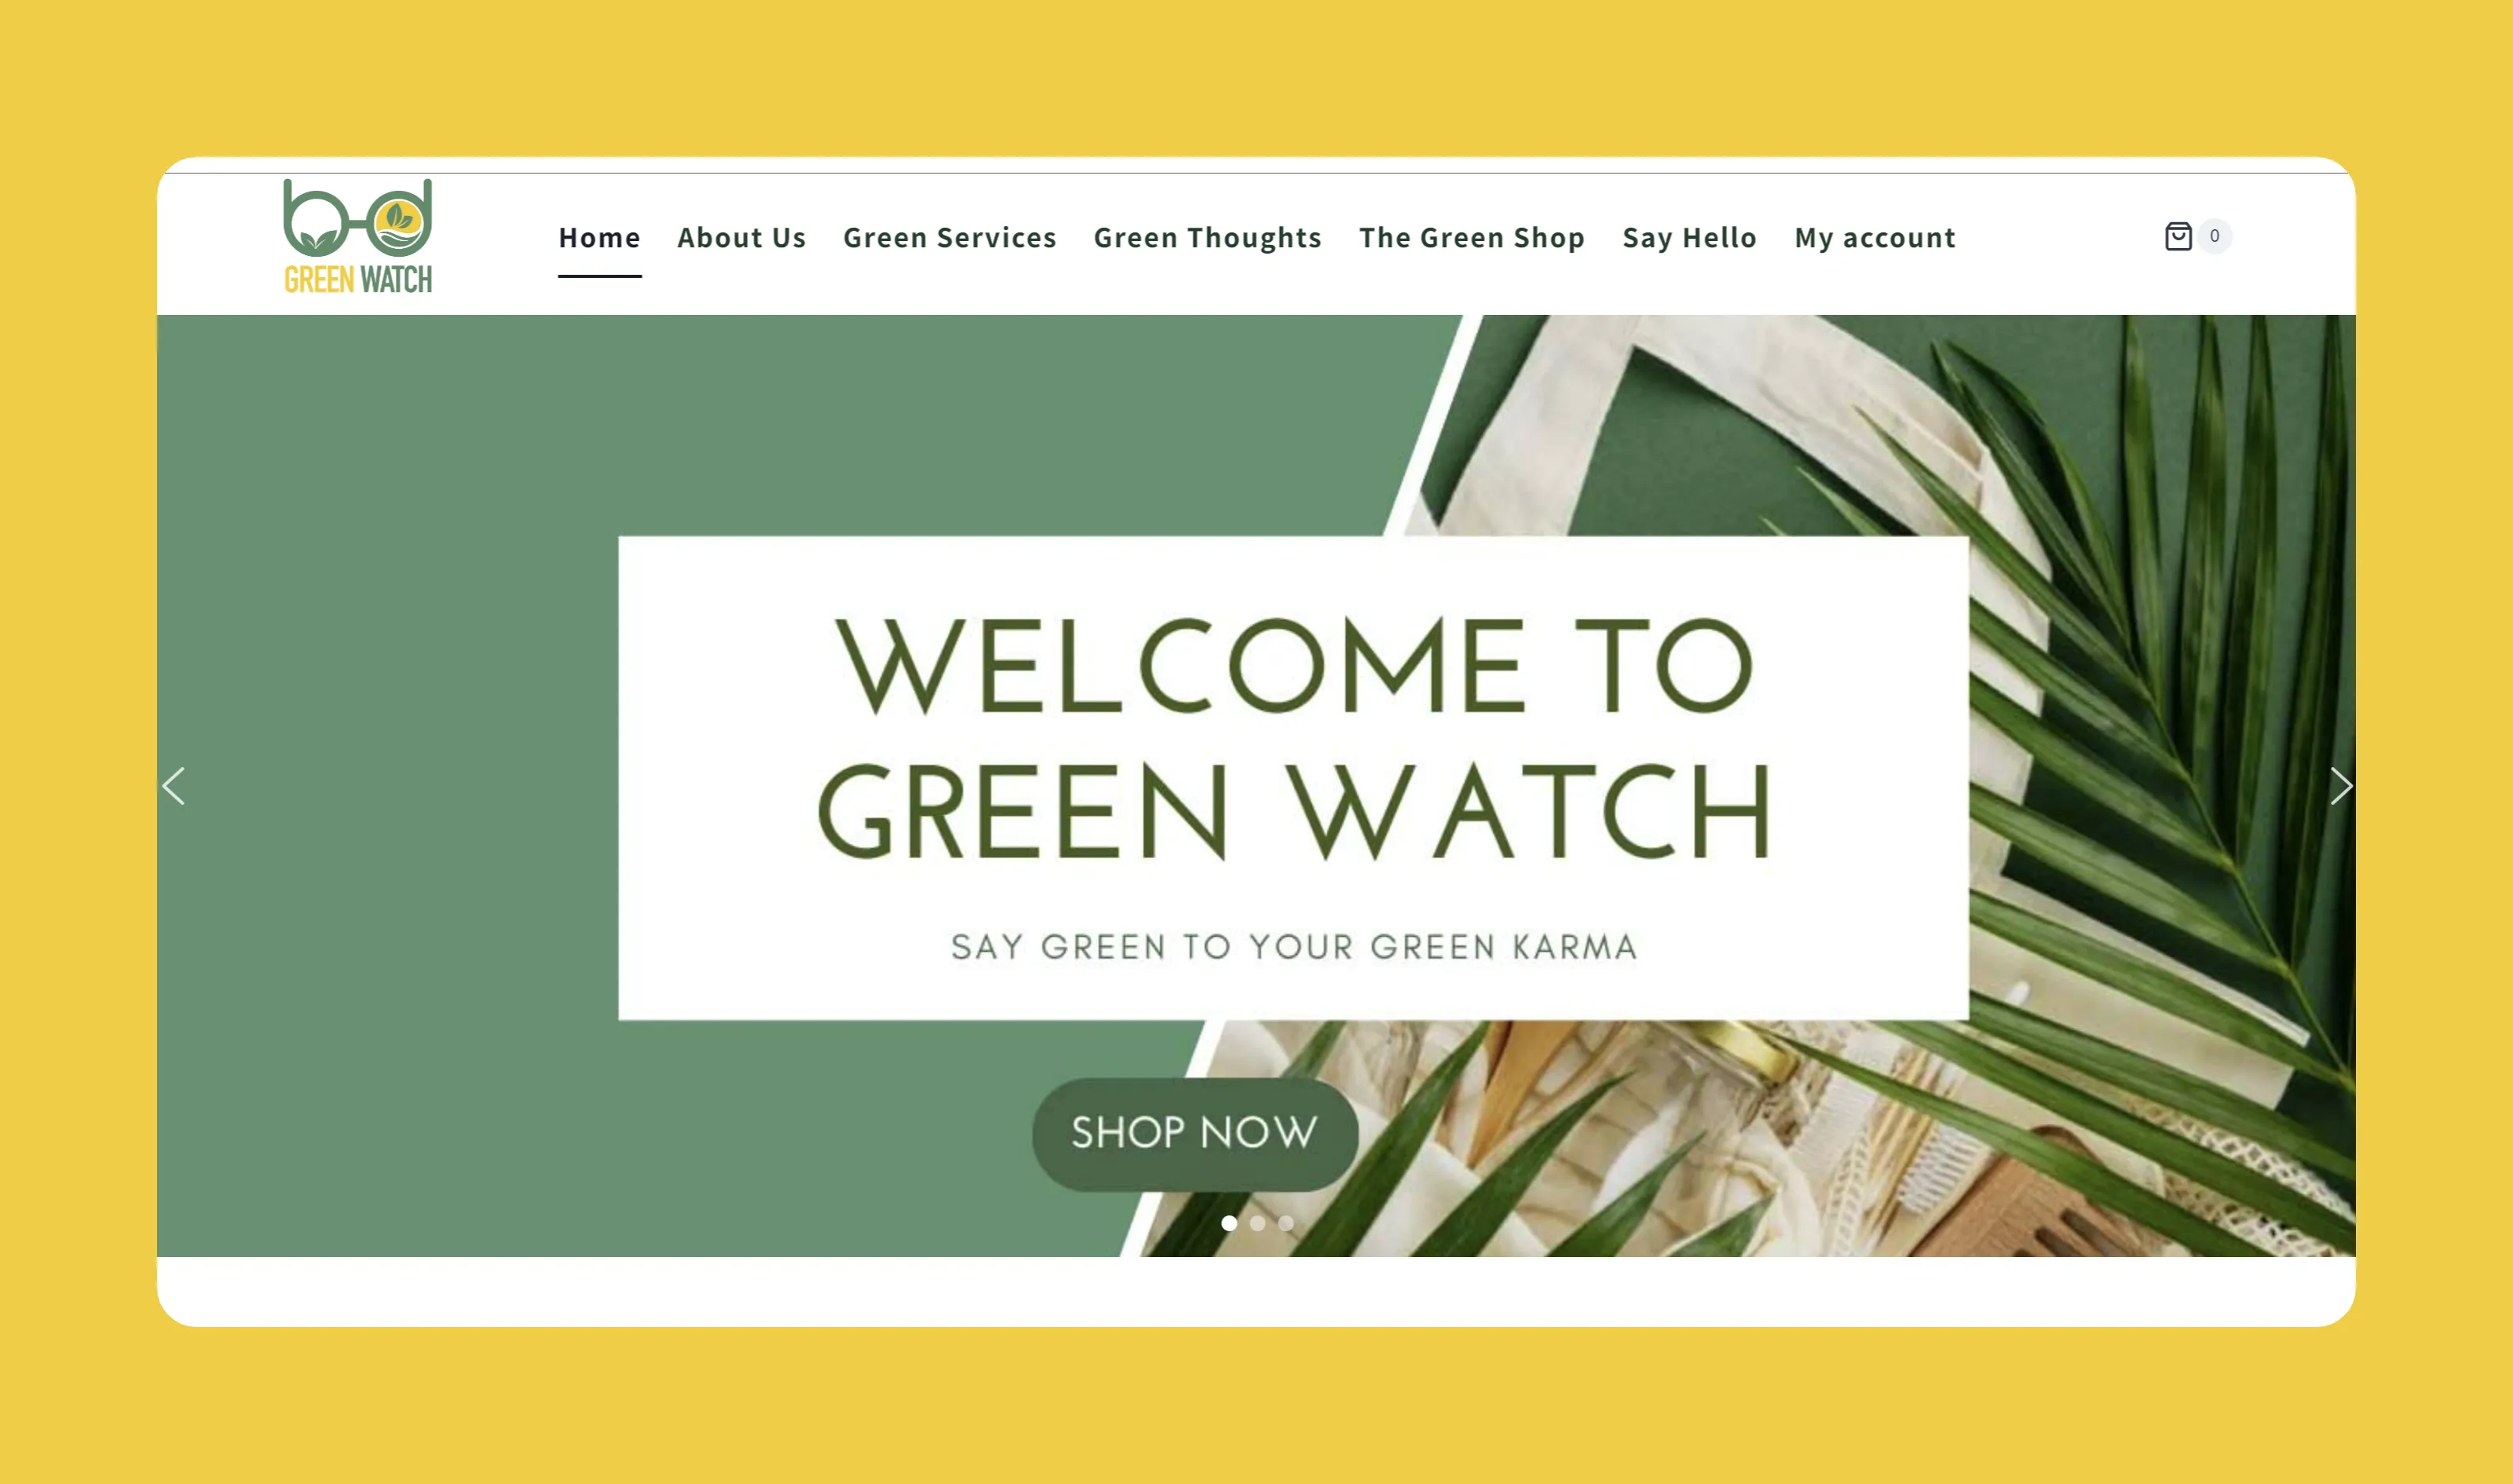 GREEN WATCH
Home About Us Green Services Green Thoughts The Green Shop Say Hello My account 0
WELCOME TO
GREEN WATCH
SAY GREEN TO YOUR GREEN KARMA
SHOP NOW